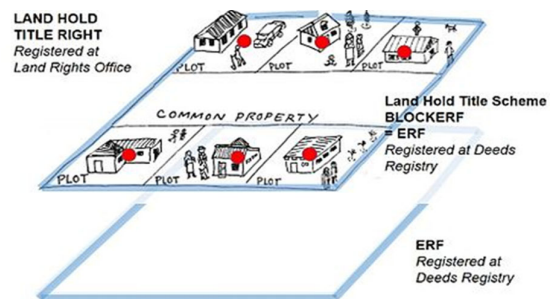 LAND HOLD
TITLE RIGHT
Registered at
Land Rights Office
PLOT
PLOT
PLOT
COMMON PROPERTY
Land Hold Title Scheme
BLOCKERF
= ERF
Registered at Deeds
Registry
PLOT
PLOT
PLOT
ERF
Registered at
Deeds Registry